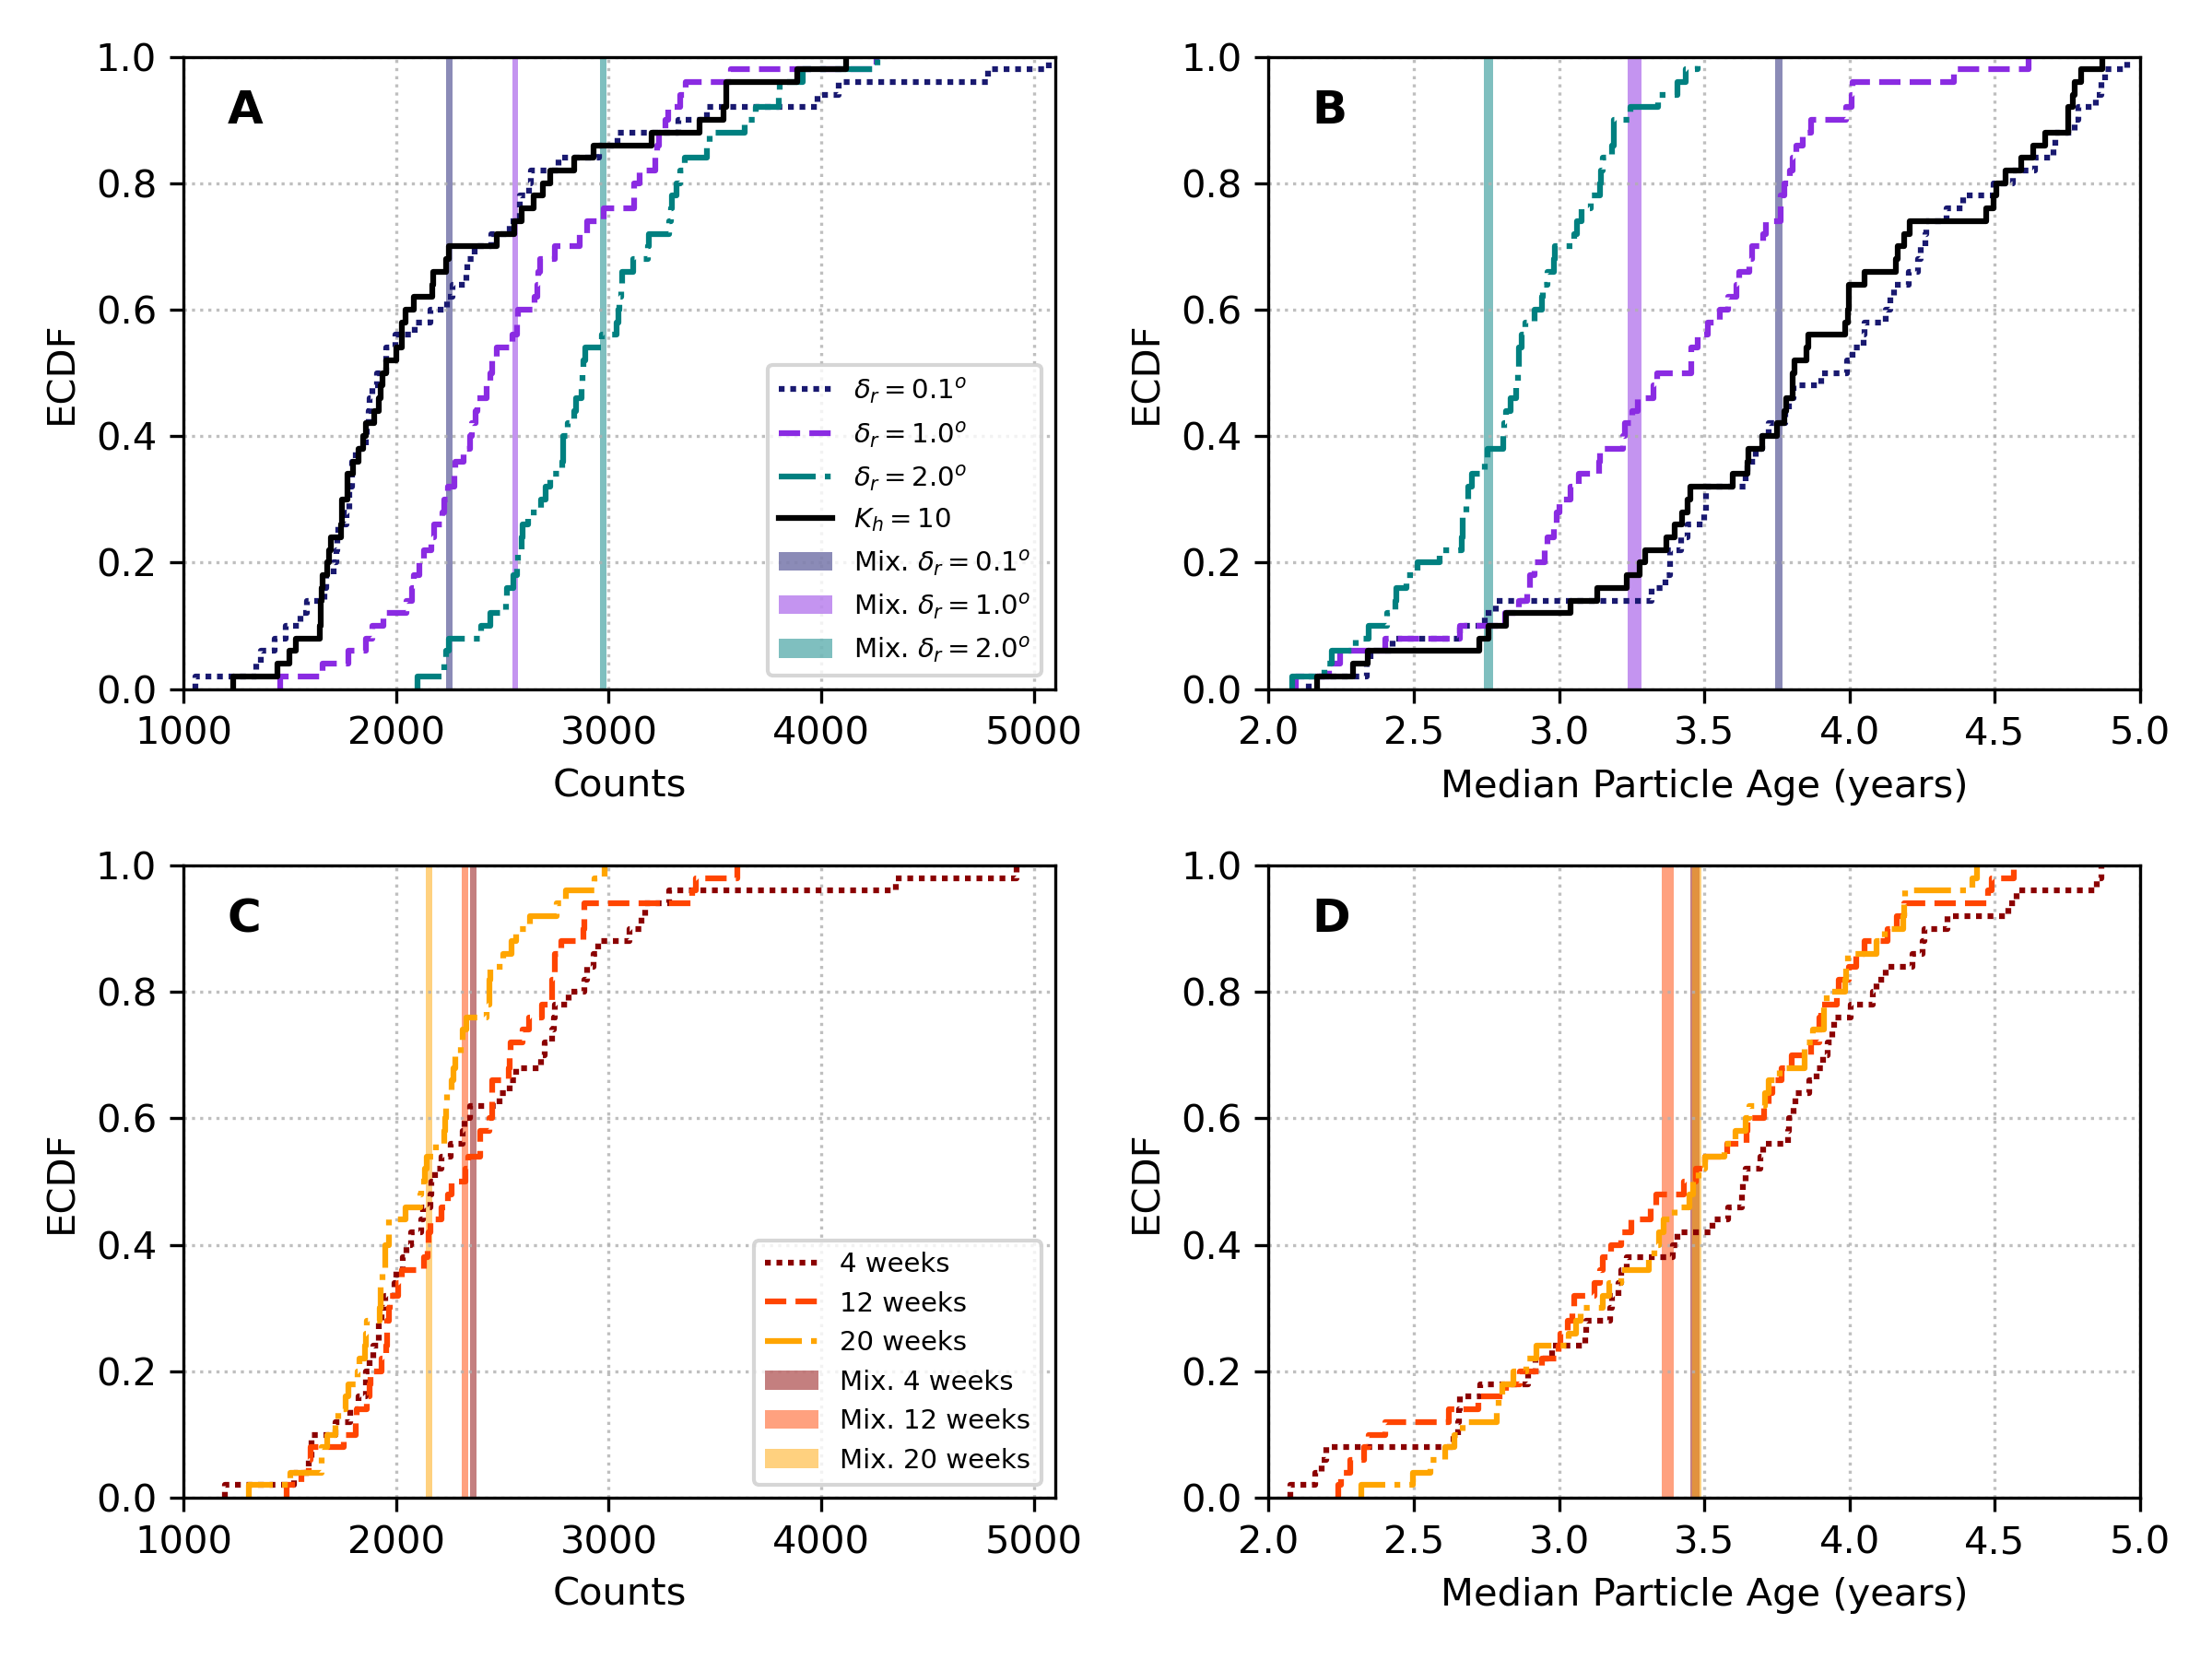 A
ECDF
1.0
0.8
0.6
0.4
0.2
0.0
1000 2000 3000 4000 5000
Counts
δr = 0.1°
δr = 1.0°
δr = 2.0°
Kh = 10
Mix. δr = 0.1°
Mix. δr = 1.0°
Mix. δr = 2.0°
B
ECDF
1.0
0.8
0.6
0.4
0.2
0.0
2.0 2.5 3.0 3.5 4.0 4.5 5.0
Median Particle Age (years)
C
ECDF
1.0
0.8
0.6
0.4
0.2
0.0
1000 2000 3000 4000 5000
Counts
4 weeks
12 weeks
20 weeks
Mix. 4 weeks
Mix. 12 weeks
Mix. 20 weeks
D
ECDF
1.0
0.8
0.6
0.4
0.2
0.0
2.0 2.5 3.0 3.5 4.0 4.5 5.0
Median Particle Age (years)